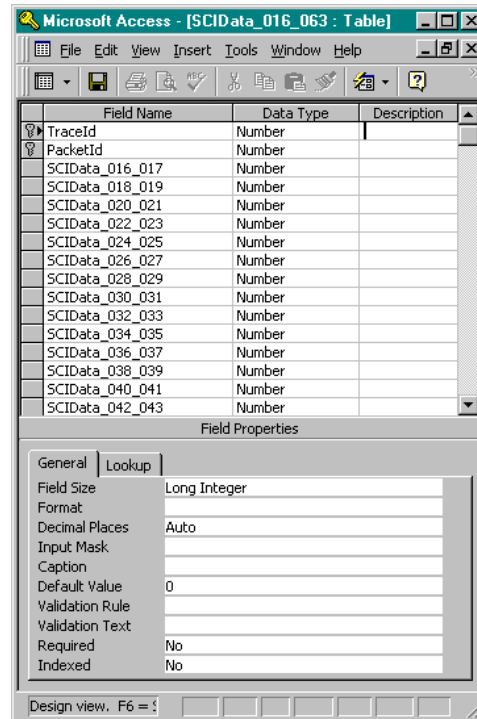 Microsoft Access - [SCIData_016_063 : Table]
File Edit View Insert Tools Window Help
Field Name Data Type Description
TraceId Number
PacketId Number
SCIData_016_017 Number
SCIData_018_019 Number
SCIData_020_021 Number
SCIData_022_023 Number
SCIData_024_025 Number
SCIData_026_027 Number
SCIData_028_029 Number
SCIData_030_031 Number
SCIData_032_033 Number
SCIData_034_035 Number
SCIData_036_037 Number
SCIData_038_039 Number
SCIData_040_041 Number
SCIData_042_043 Number
Field Properties
General Lookup
Field Size Long Integer
Format
Decimal Places Auto
Input Mask
Caption
Default Value 0
Validation Rule
Validation Text
Required No
Indexed No
Design view. F6 =